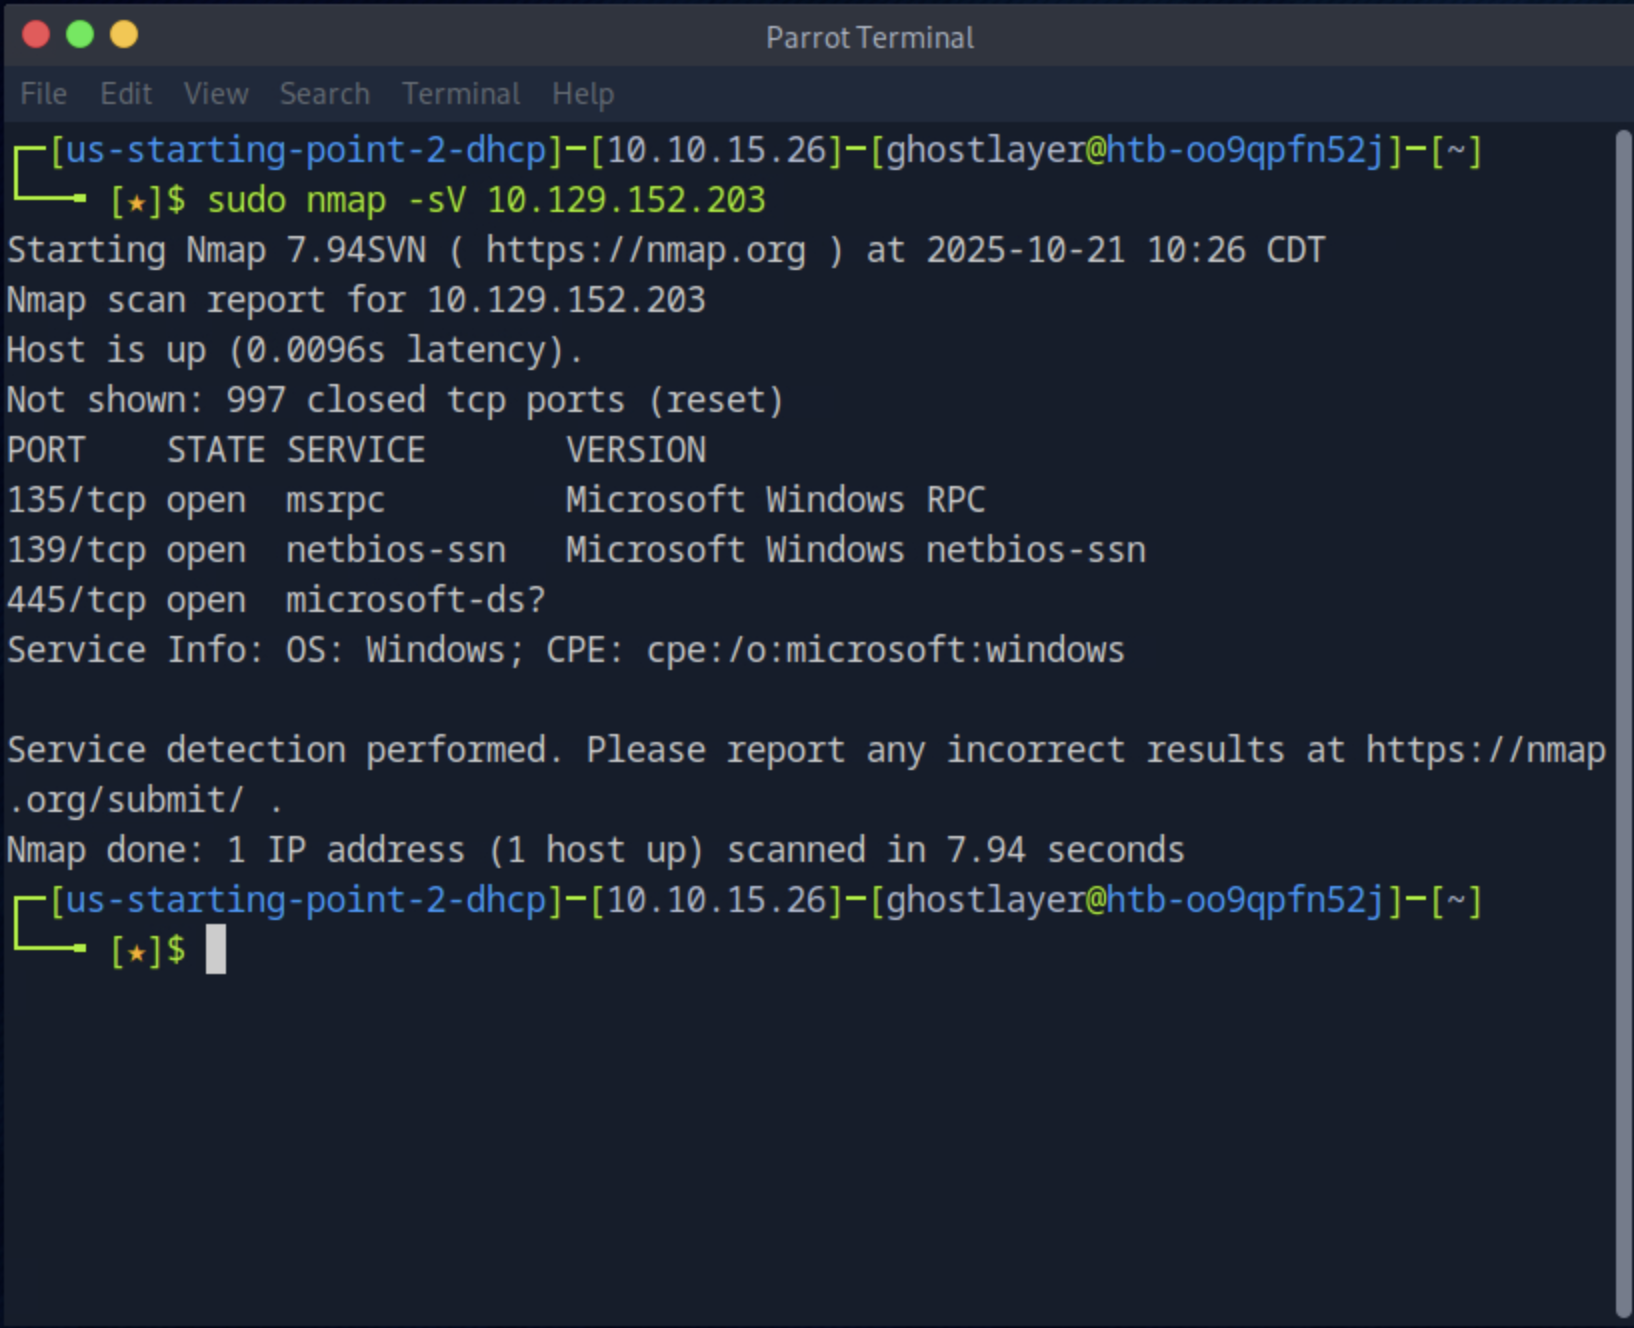 Parrot Terminal
File Edit View Search Terminal Help
┌─[us-starting-point-2-dhcp]─[10.10.15.26]─[ghostlayer@htb-oo9qpfn52j]─[~]
└──╼ [★]$ sudo nmap -sV 10.129.152.203
Starting Nmap 7.94SVN ( https://nmap.org ) at 2025-10-21 10:26 CDT
Nmap scan report for 10.129.152.203
Host is up (0.0096s latency).
Not shown: 997 closed tcp ports (reset)
PORT    STATE SERVICE       VERSION
135/tcp open  msrpc         Microsoft Windows RPC
139/tcp open  netbios-ssn   Microsoft Windows netbios-ssn
445/tcp open  microsoft-ds?
Service Info: OS: Windows; CPE: cpe:/o:microsoft:windows
Service detection performed. Please report any incorrect results at https://nmap
.org/submit/ .
Nmap done: 1 IP address (1 host up) scanned in 7.94 seconds
┌─[us-starting-point-2-dhcp]─[10.10.15.26]─[ghostlayer@htb-oo9qpfn52j]─[~]
└──╼ [★]$